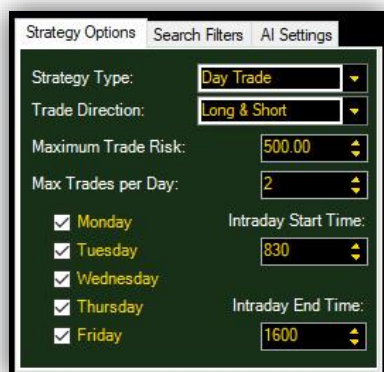 Strategy Options Search Filters AI Settings
Strategy Type: Day Trade
Trade Direction: Long & Short
Maximum Trade Risk: 500.00
Max Trades per Day: 2
Monday Intraday Start Time:
Tuesday 830
Wednesday
Thursday Intraday End Time:
Friday 1600